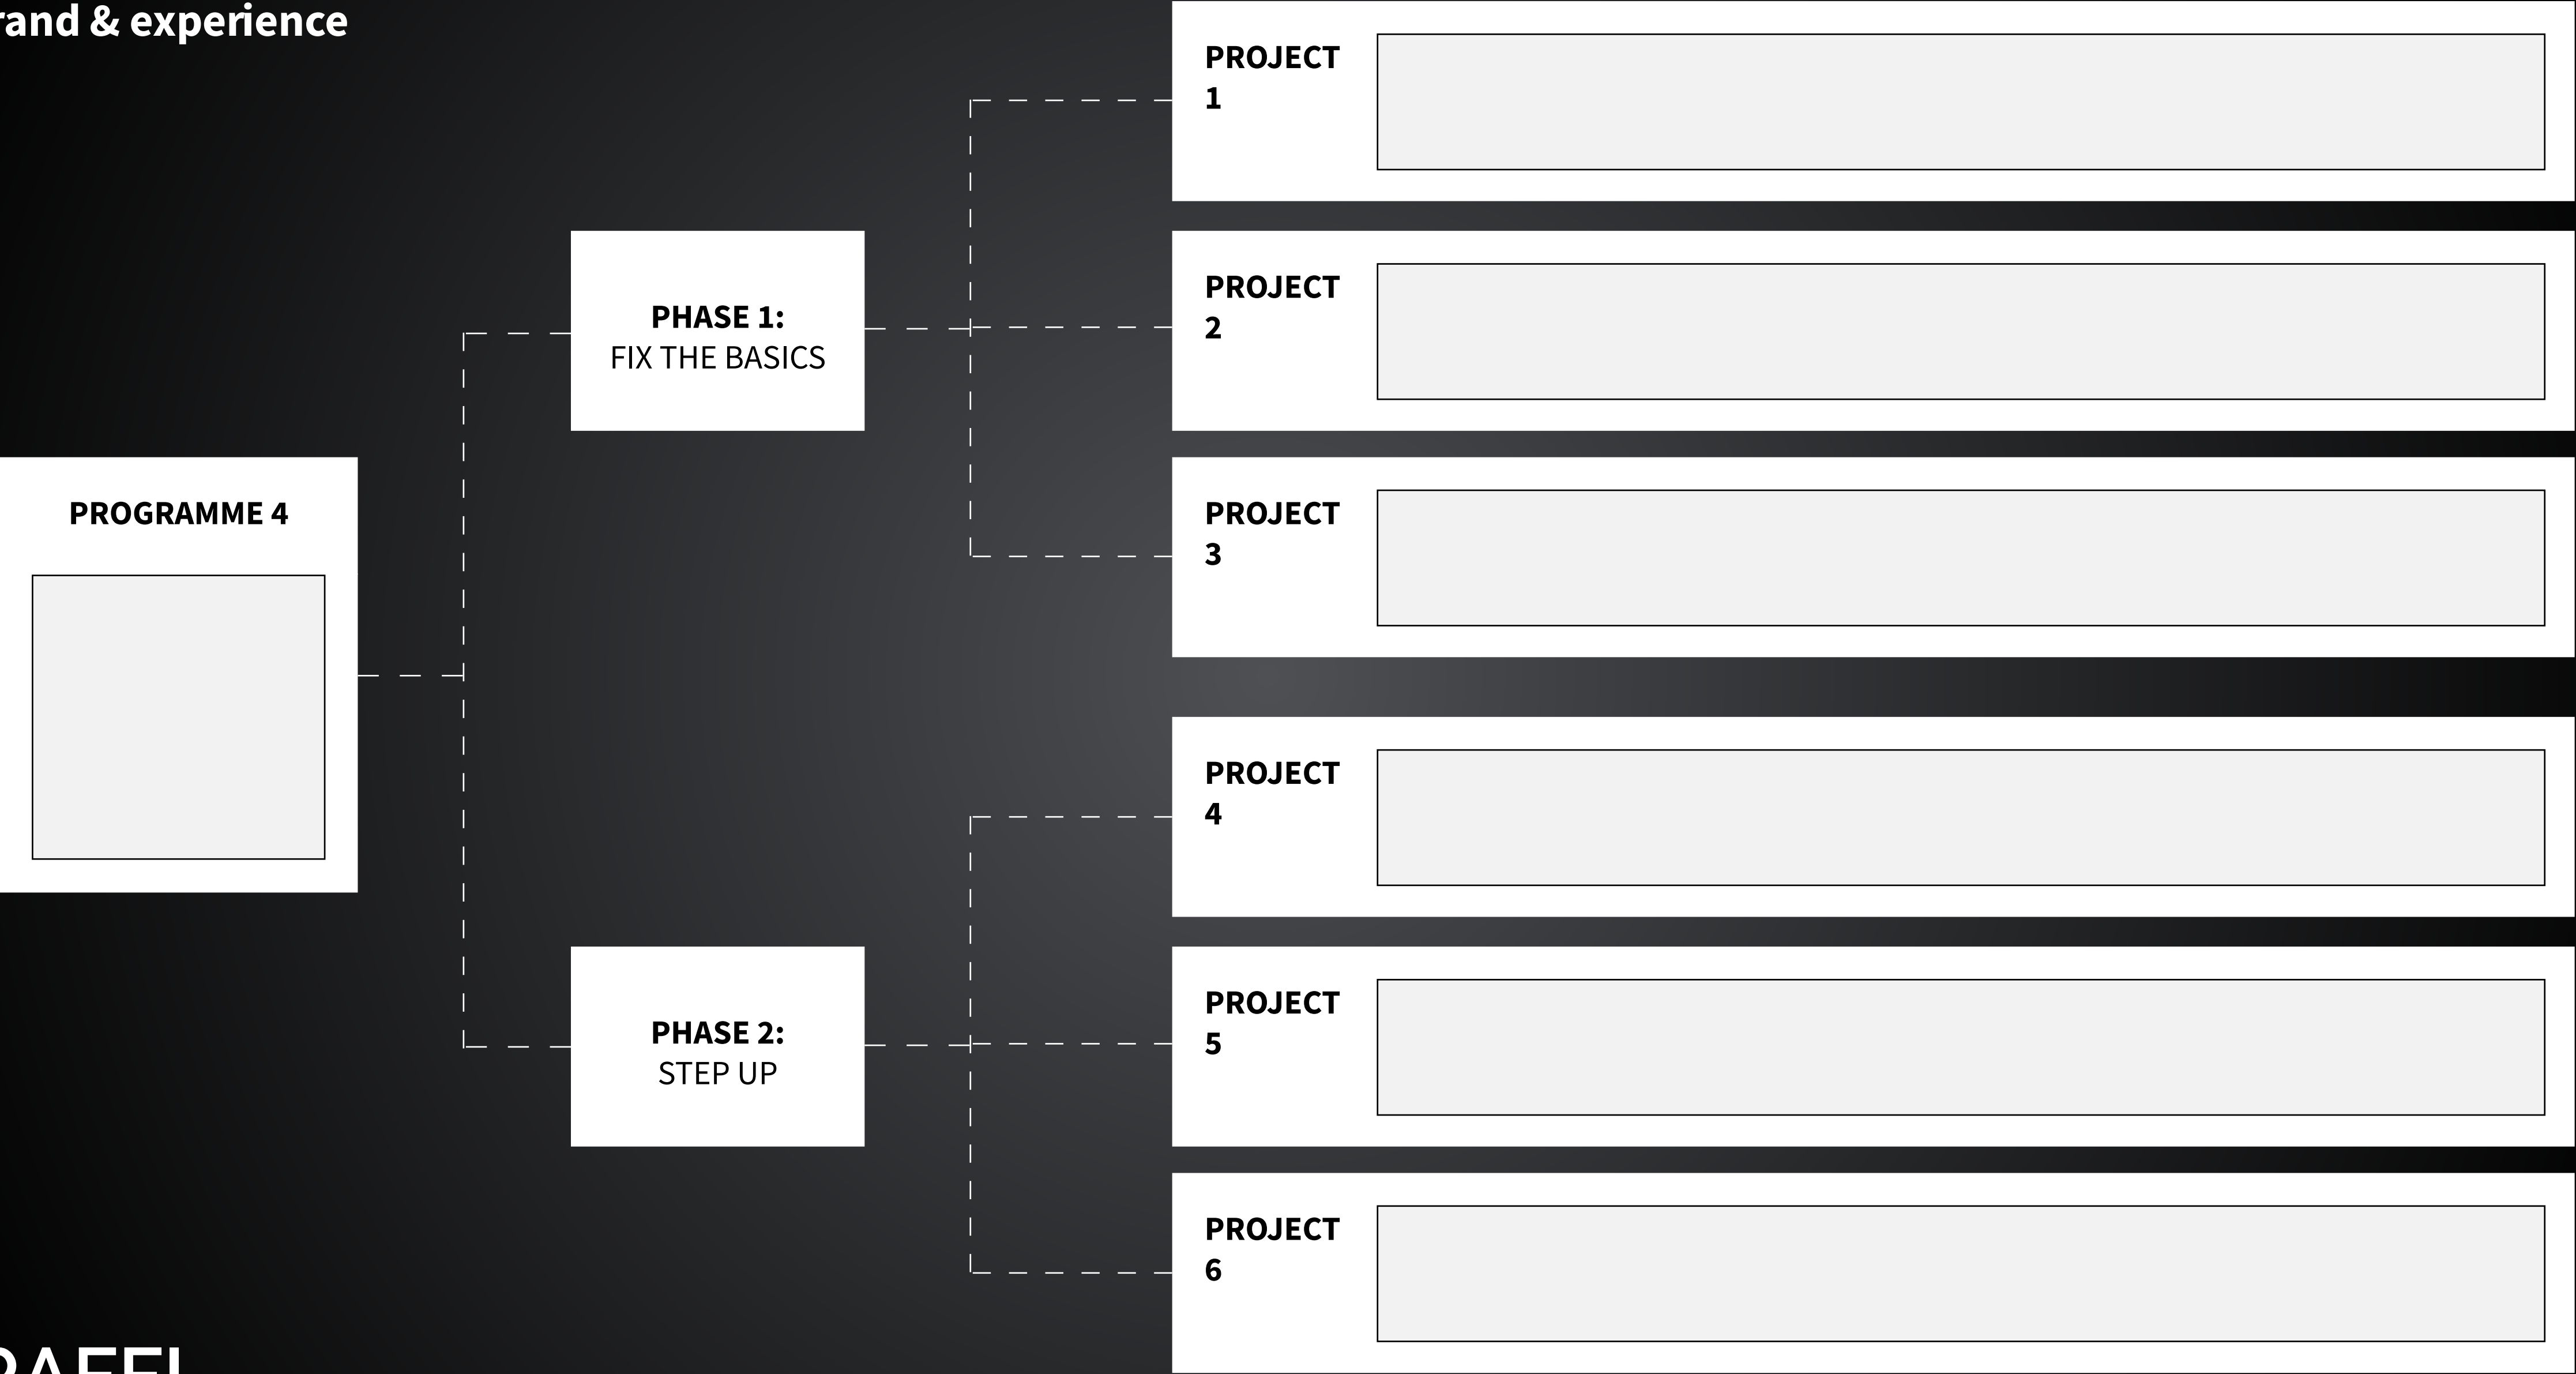 & experience
PROJECT
1
PROJECT
2
PHASE 1:
FIX THE BASICS
PROGRAMME 4
PROJECT
3
PROJECT
4
PROJECT
5
PHASE 2:
STEP UP
PROJECT
6